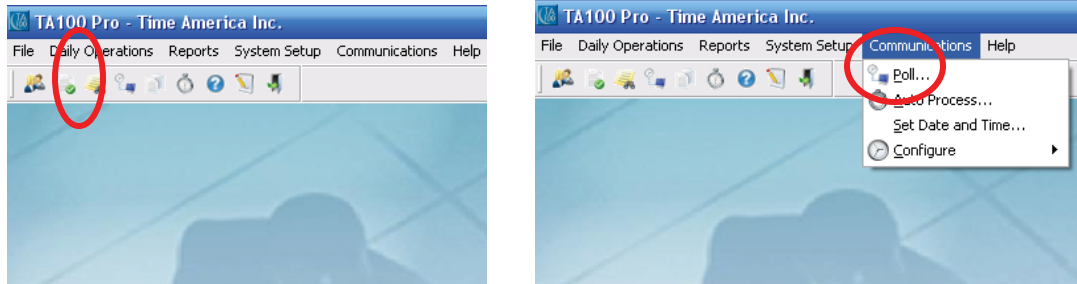 TA100 Pro - Time America Inc.
File Daily Operations Reports System Setup Communications Help
TA100 Pro - Time America Inc.
File Daily Operations Reports System Setup Communications Help
Poll...
Auto Process...
Set Date and Time...
Configure